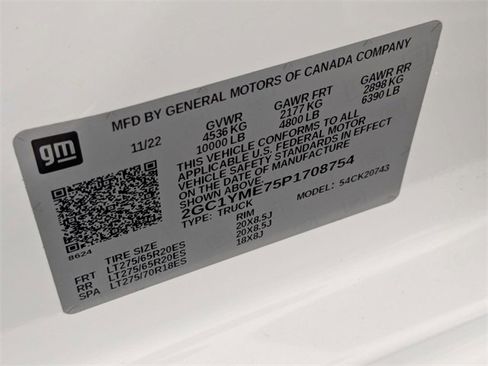 gm
MFD BY GENERAL MOTORS OF CANADA COMPANY
11/22 GVWR GAWR FRT GAWR RR
4536 KG 2177 KG 2898 KG
10000 LB 4800 LB 6390 LB
THIS VEHICLE CONFORMS TO ALL
APPLICABLE U.S. FEDERAL MOTOR
VEHICLE SAFETY STANDARDS IN EFFECT
ON THE DATE OF MANUFACTURE
SHOWN ABOVE.
2GC1YME75P1708754
TYPE: TRUCK MODEL: 54CK20743
8624
TIRE SIZE RIM
FRT LT275/65R20ES 20X8.5J
RR LT275/65R20ES 20X8.5J
SPA LT275/70R18ES 18X8J